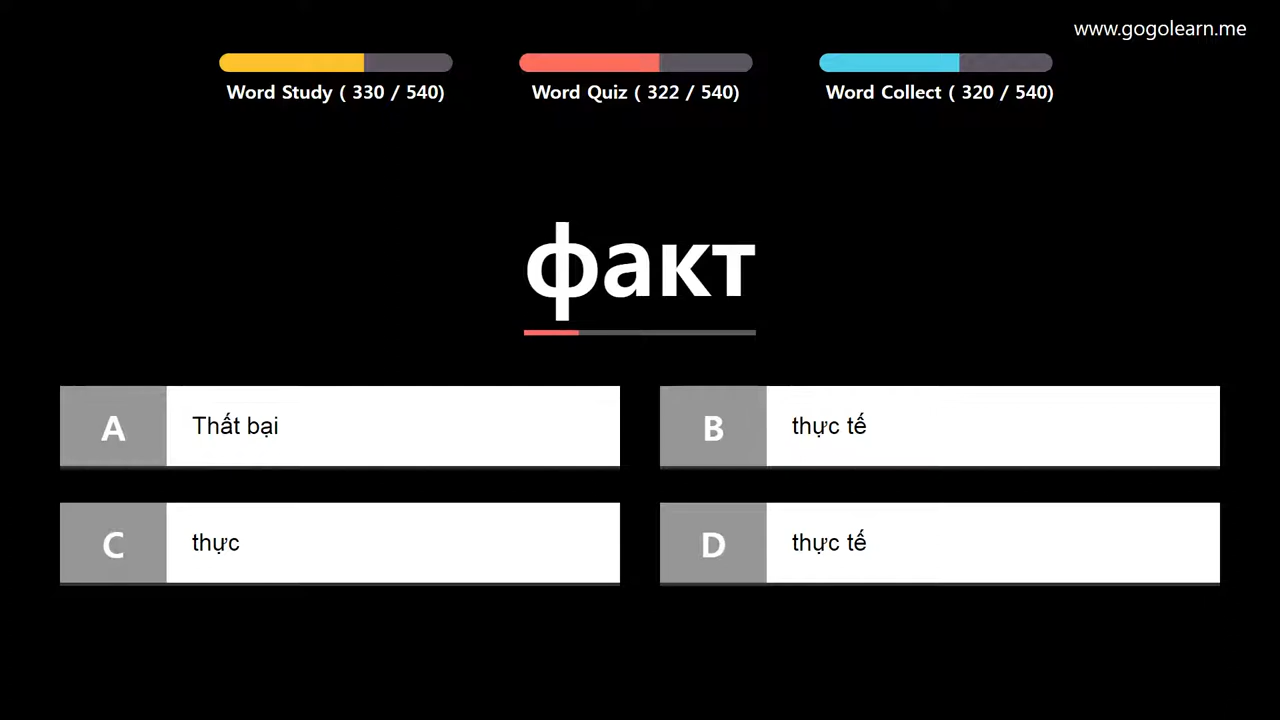 www.gogolearn.me
Word Study ( 330 / 540)
Word Quiz ( 322 / 540)
Word Collect ( 320 / 540)
факт
A Thất bại
B thực tế
C thực
D thực tế